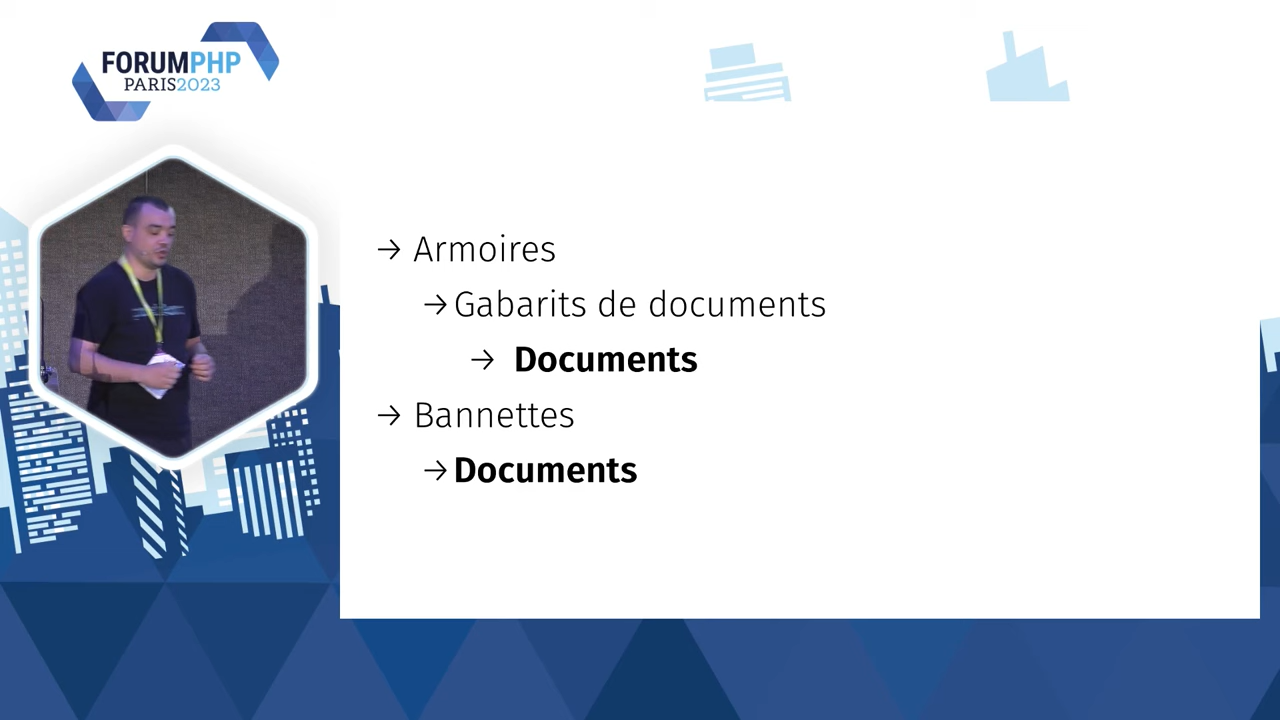 FORUMPHP
PARIS2023
→ Armoires
→ Gabarits de documents
→ Documents
→ Bannettes
→ Documents